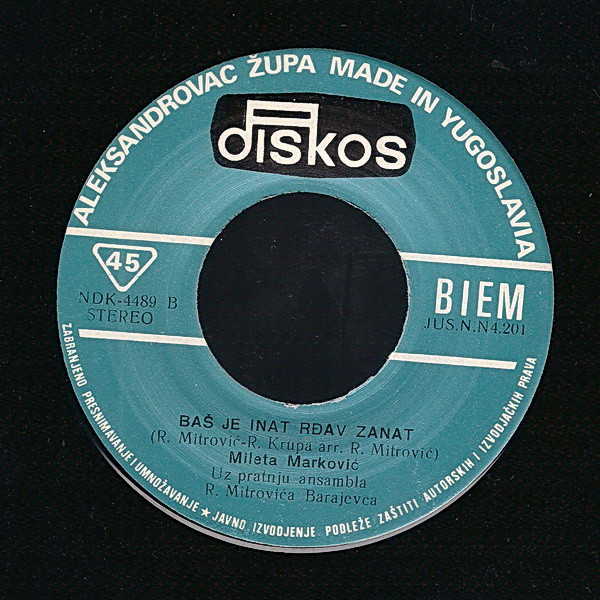 ALEKSANDROVAC ŽUPA MADE IN YUGOSLAVIA
diskos
45
NDK-4489 B
STEREO
BIEM
JUS.N.N4.201
BAŠ JE INAT RĐAV ZANAT
(R. Mitrović-R. Krupa arr. R. Mitrović)
Mileta Marković
Uz pratnju ansambla
R. Mitrovića Barajevca
ZABRANJENO PRESNIMAVANJE I UMNOŽAVANJE ★ JAVNO IZVODJENJE PODLEŽE ZAŠTITI AUTORSKIH I IZVODJAČKIH PRAVA